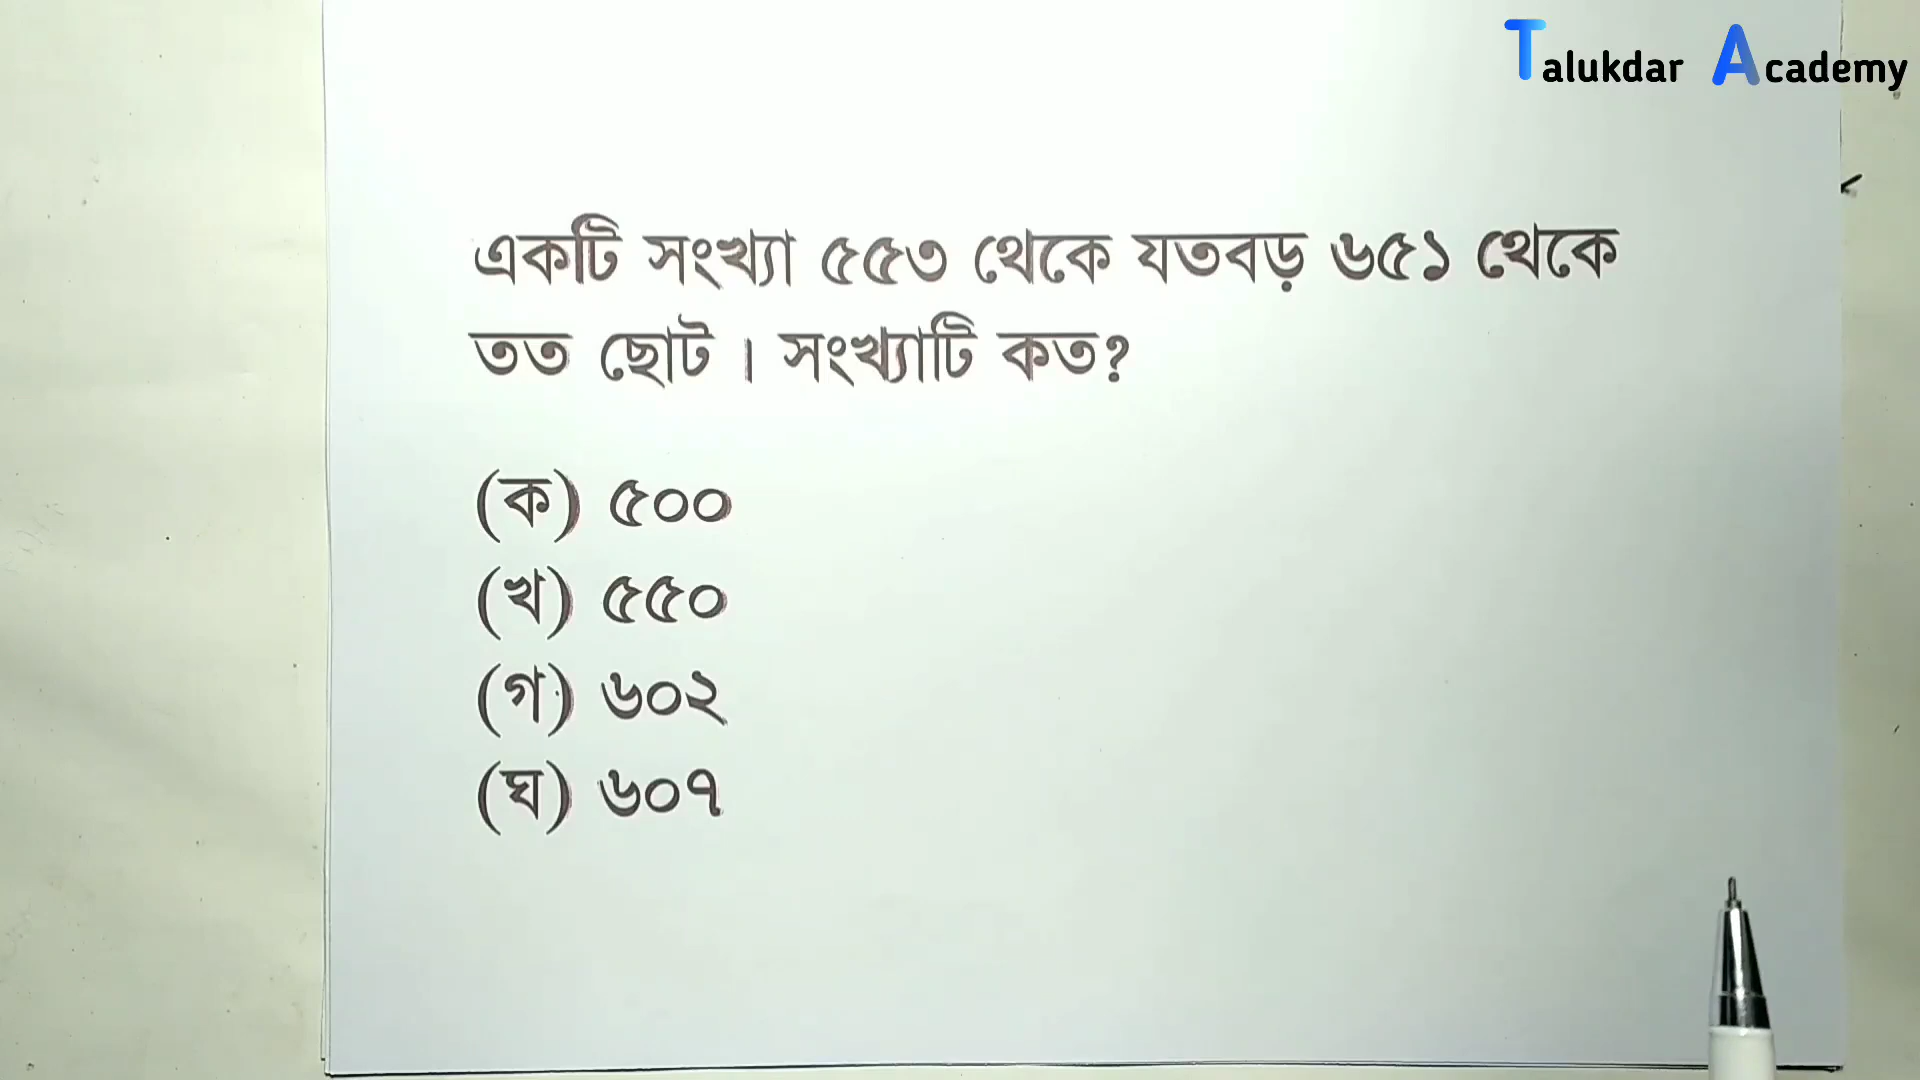 Talukdar Academy
একটি সংখ্যা ৫৫৩ থেকে যতবড় ৬৫১ থেকে
তত ছোট। সংখ্যাটি কত?
(ক) ৫০০
(খ) ৫৫০
(গ) ৬০২
(ঘ) ৬০৭